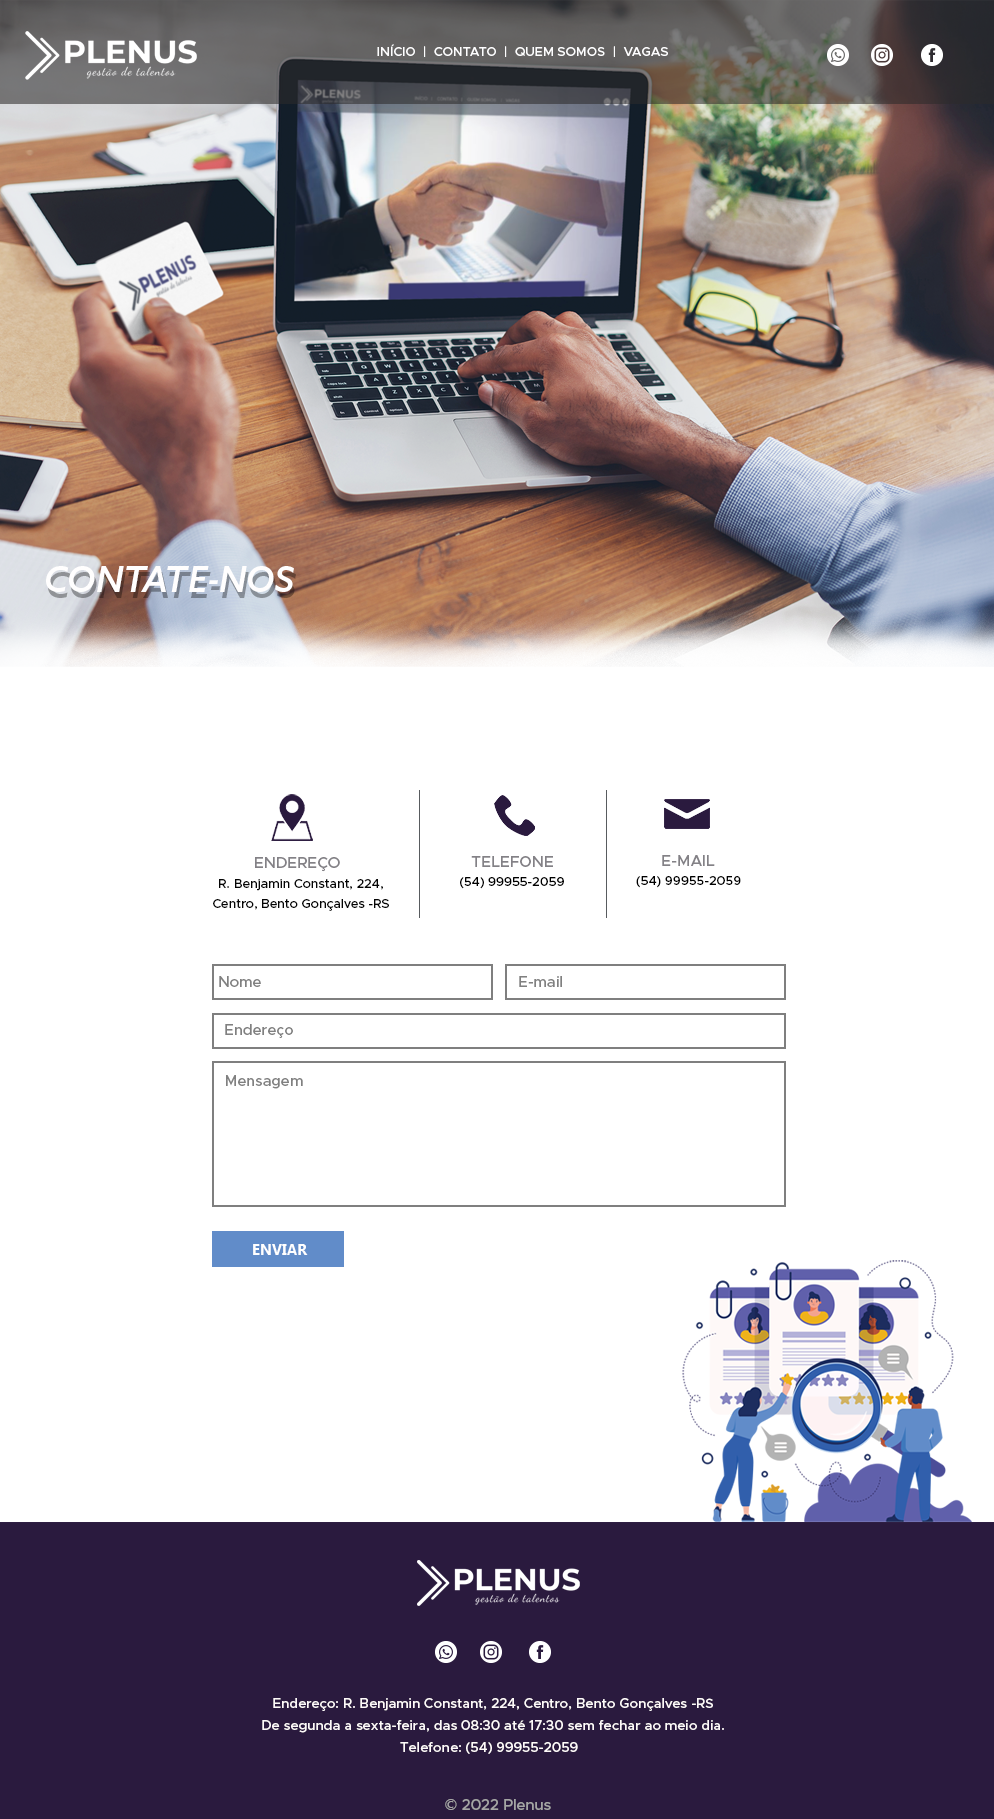 PLENUS
gestão de talentos
INÍCIO | CONTATO | QUEM SOMOS | VAGAS
PLENUS
PLENUS
gestão de talentos
CONTATE-NOS
ENDEREÇO
R. Benjamin Constant, 224,
Centro, Bento Gonçalves -RS
TELEFONE
(54) 99955-2059
E-MAIL
(54) 99955-2059
Nome
E-mail
Endereço
Mensagem
ENVIAR
PLENUS
gestão de talentos
Endereço: R. Benjamin Constant, 224, Centro, Bento Gonçalves -RS
De segunda a sexta-feira, das 08:30 até 17:30 sem fechar ao meio dia.
Telefone: (54) 99955-2059
© 2022 Plenus